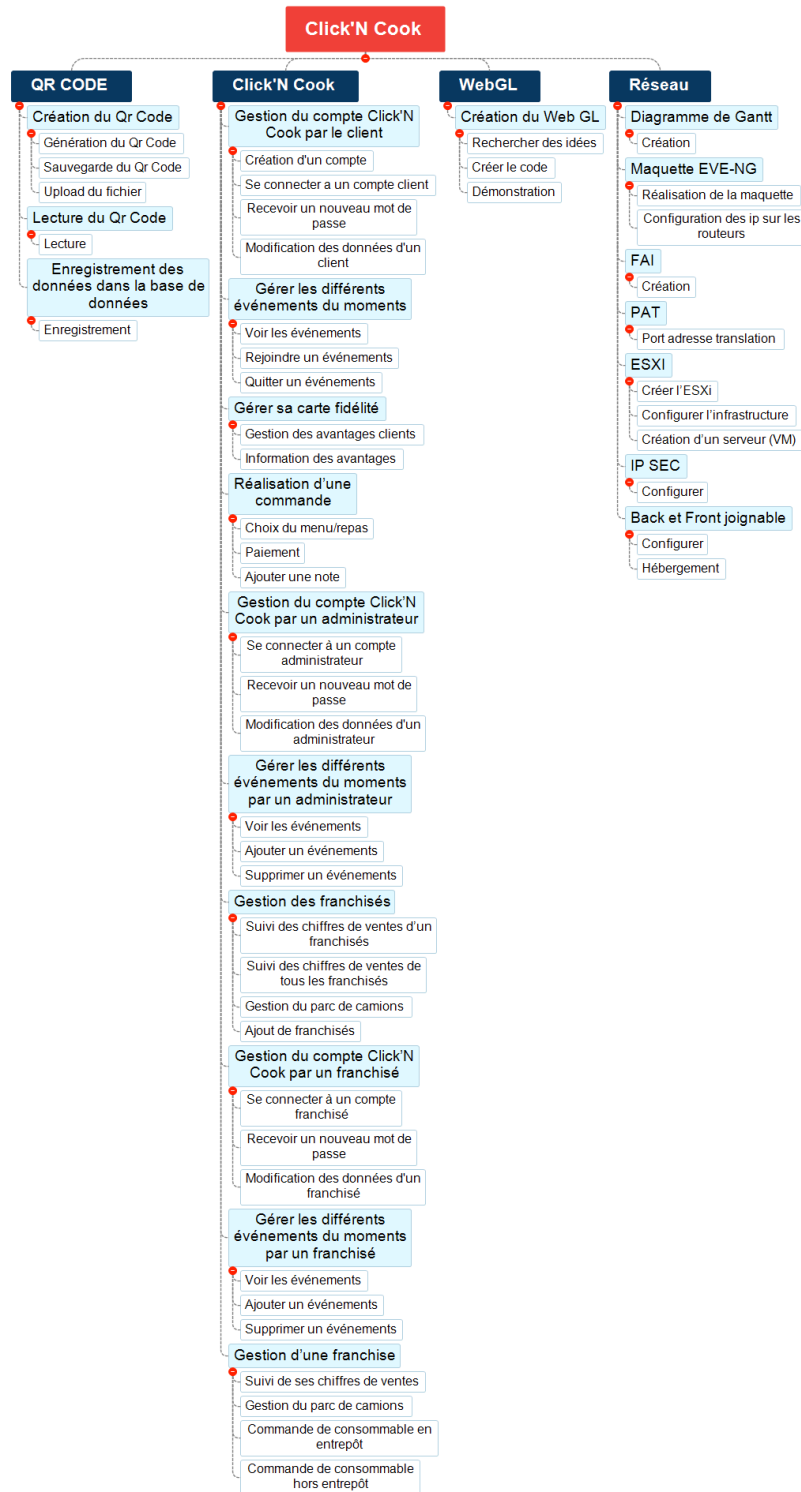 Click'N Cook
QR CODE
Création du Qr Code
Génération du Qr Code
Sauvegarde du Qr Code
Upload du fichier
Lecture du Qr Code
Lecture
Enregistrement des
données dans la base de
données
Enregistrement
Click'N Cook
Gestion du compte Click'N
Cook par le client
Création d'un compte
Se connecter a un compte client
Recevoir un nouveau mot de
passe
Modification des données d'un
client
Gérer les différents
événements du moments
Voir les événements
Rejoindre un événements
Quitter un événements
Gérer sa carte fidélité
Gestion des avantages clients
Information des avantages
Réalisation d’une
commande
Choix du menu/repas
Paiement
Ajouter une note
Gestion du compte Click’N
Cook par un administrateur
Se connecter à un compte
administrateur
Recevoir un nouveau mot de
passe
Modification des données d'un
administrateur
Gérer les différents
événements du moments
par un administrateur
Voir les événements
Ajouter un événements
Supprimer un événements
Gestion des franchisés
Suivi des chiffres de ventes d’un
franchisés
Suivi des chiffres de ventes de
tous les franchisés
Gestion du parc de camions
Ajout de franchisés
Gestion du compte Click’N
Cook par un franchisé
Se connecter à un compte
franchisé
Recevoir un nouveau mot de
passe
Modification des données d'un
franchisé
Gérer les différents
événements du moments
par un franchisé
Voir les événements
Ajouter un événements
Supprimer un événements
Gestion d’une franchise
Suivi de ses chiffres de ventes
Gestion du parc de camions
Commande de consommable en
entrepôt
Commande de consommable
hors entrepôt
WebGL
Création du Web GL
Rechercher des idées
Créer le code
Démonstration
Réseau
Diagramme de Gantt
Création
Maquette EVE-NG
Réalisation de la maquette
Configuration des ip sur les
routeurs
FAI
Création
PAT
Port adresse translation
ESXI
Créer l’ESXi
Configurer l’infrastructure
Création d’un serveur (VM)
IP SEC
Configurer
Back et Front joignable
Configurer
Hébergement